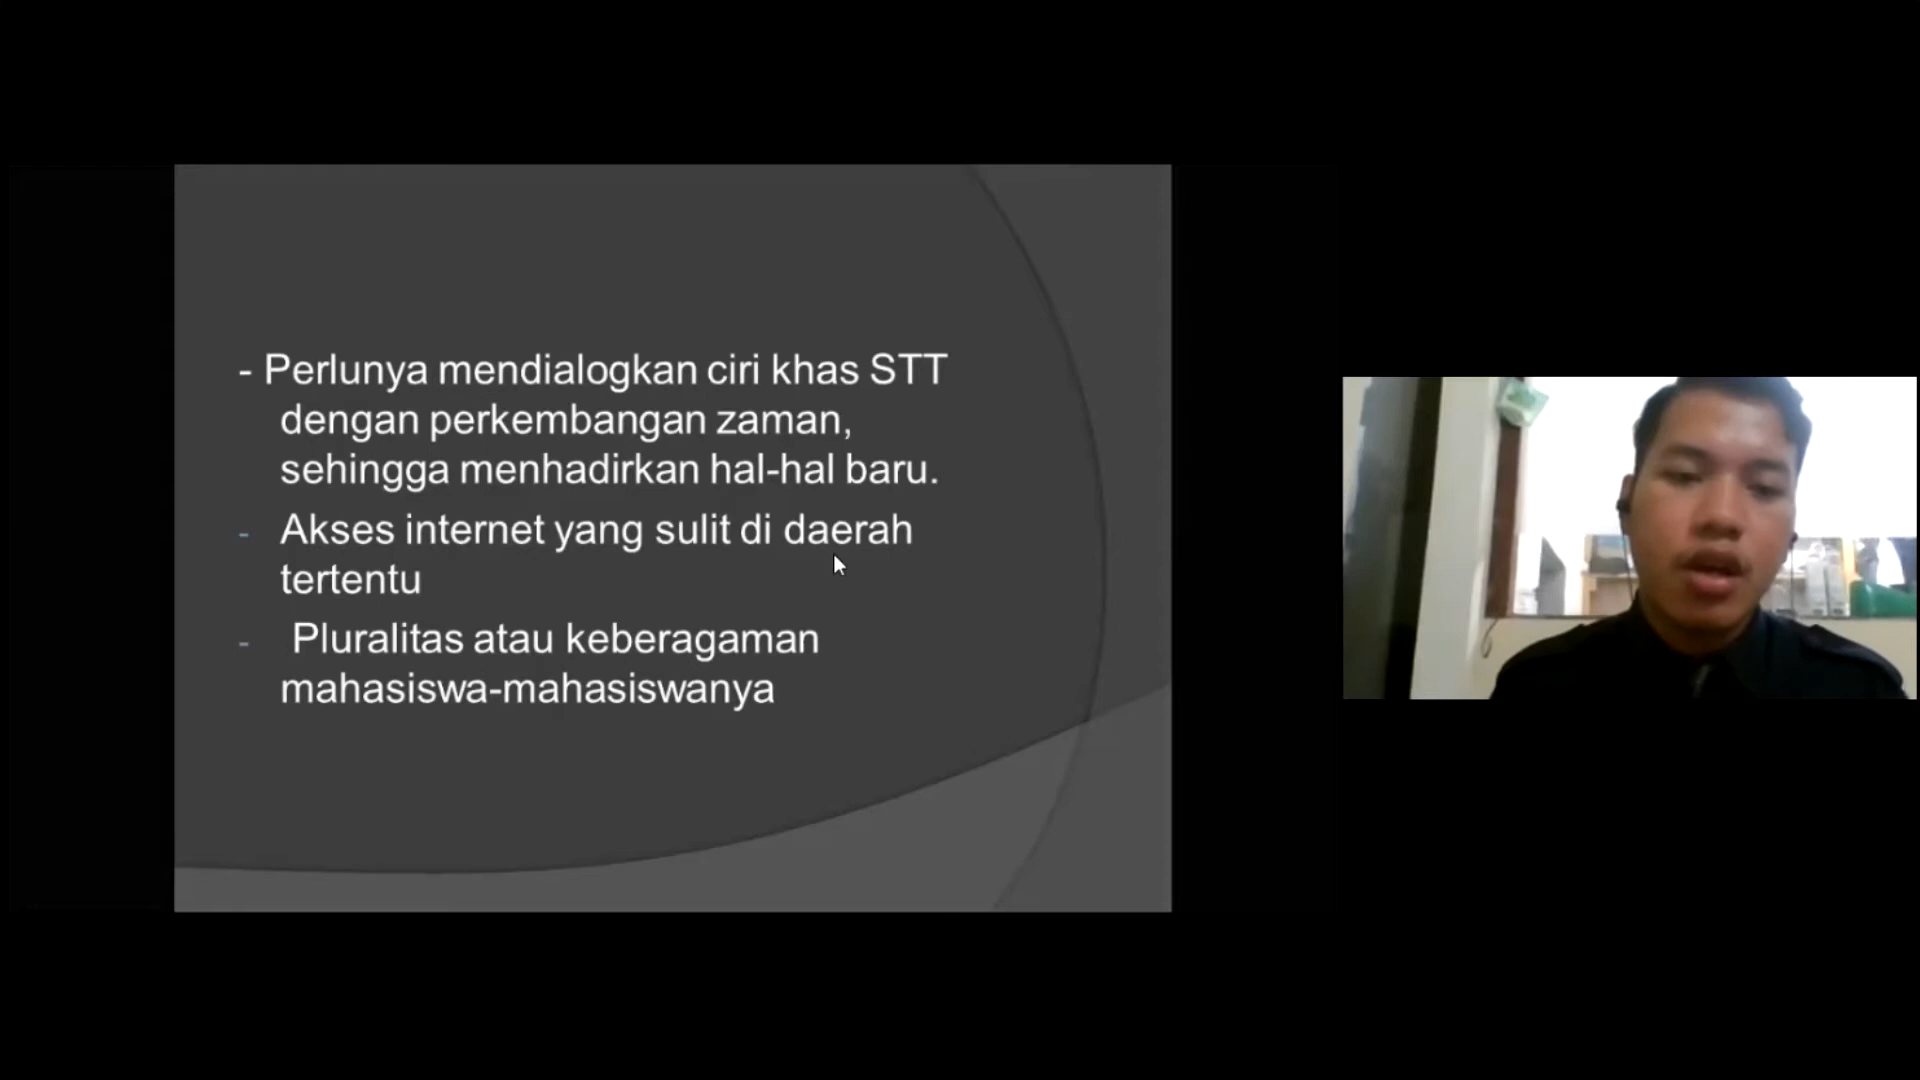 - Perlunya mendialogkan ciri khas STT
dengan perkembangan zaman,
sehingga menhadirkan hal-hal baru.
- Akses internet yang sulit di daerah
tertentu
- Pluralitas atau keberagaman
mahasiswa-mahasiswanya